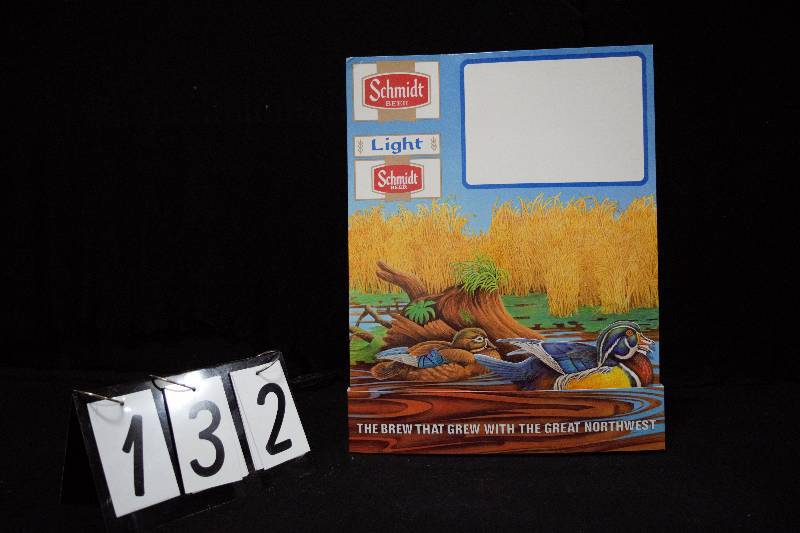 Schmidt
BEER
Light
Schmidt
BEER
THE BREW THAT GREW WITH THE GREAT NORTHWEST
132